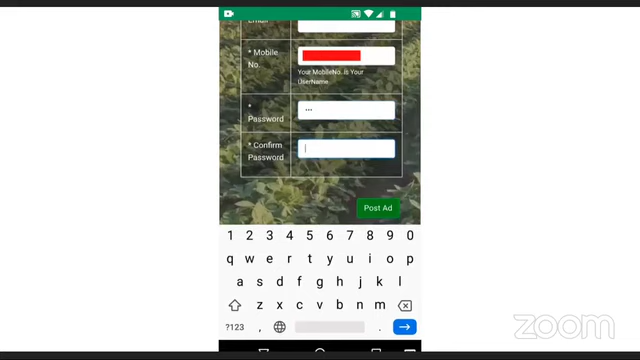 Email
* Mobile
No.
Your MobileNo. is Your
UserName
*
Password
...
* Confirm
Password
Post Ad
1 2 3 4 5 6 7 8 9 0
q w e r t y u i o p
a s d f g h j k l
z x c v b n m
?123 , .
zoom